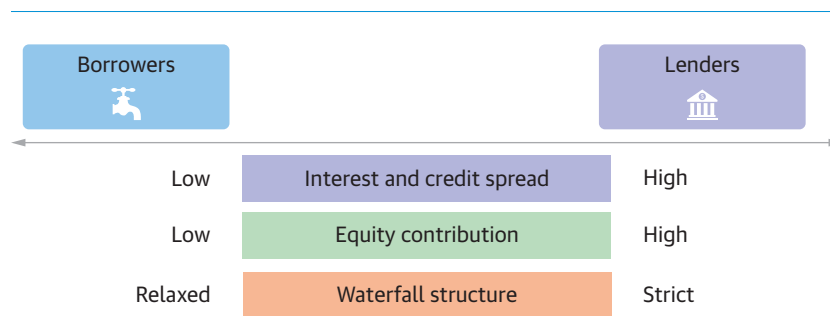 Borrowers Lenders
Low Interest and credit spread High
Low Equity contribution High
Relaxed Waterfall structure Strict